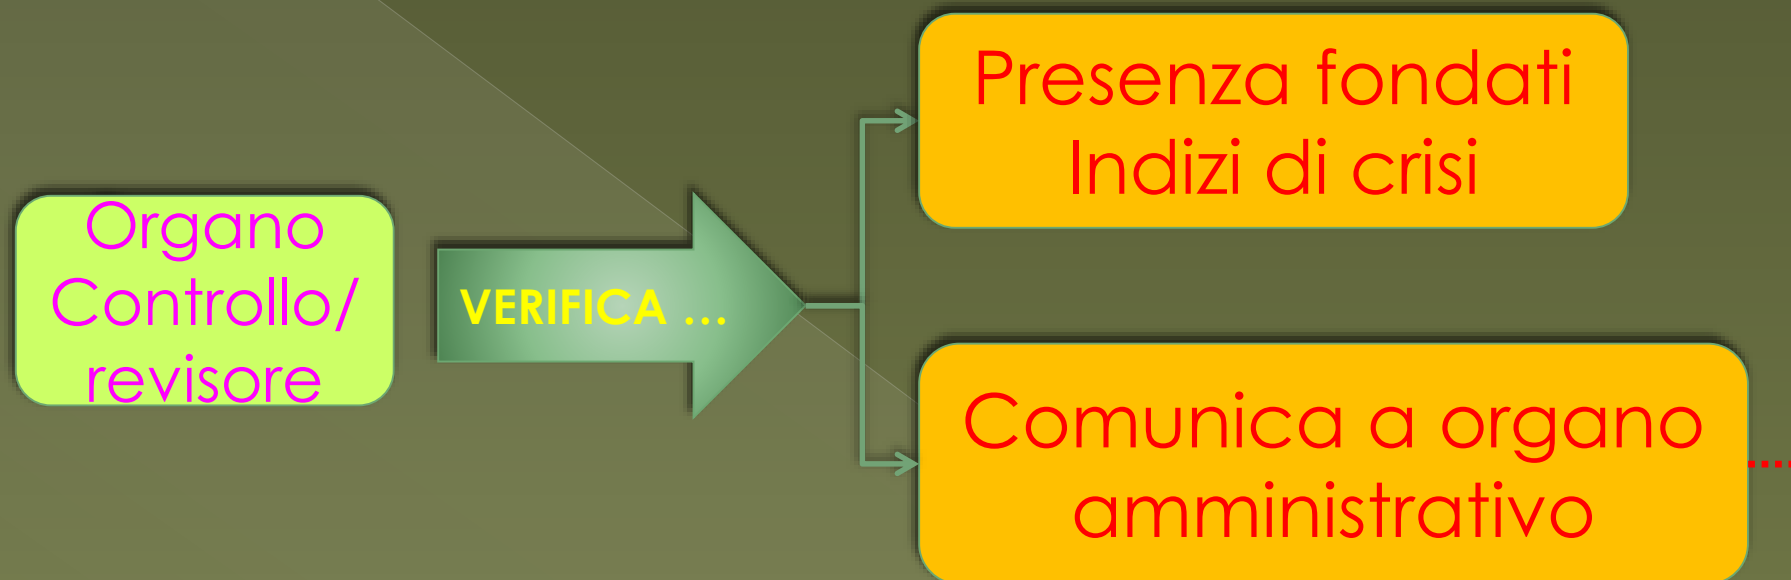 Organo
Controllo/
revisore
VERIFICA ...
Presenza fondati
Indizi di crisi
Comunica a organo
amministrativo